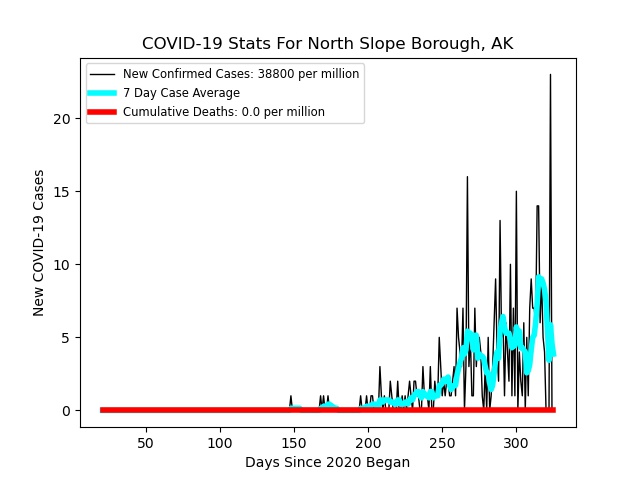 COVID-19 Stats For North Slope Borough, AK
New Confirmed Cases: 38800 per million
7 Day Case Average
Cumulative Deaths: 0.0 per million
New COVID-19 Cases
20
15
10
5
0
50 100 150 200 250 300
Days Since 2020 Began